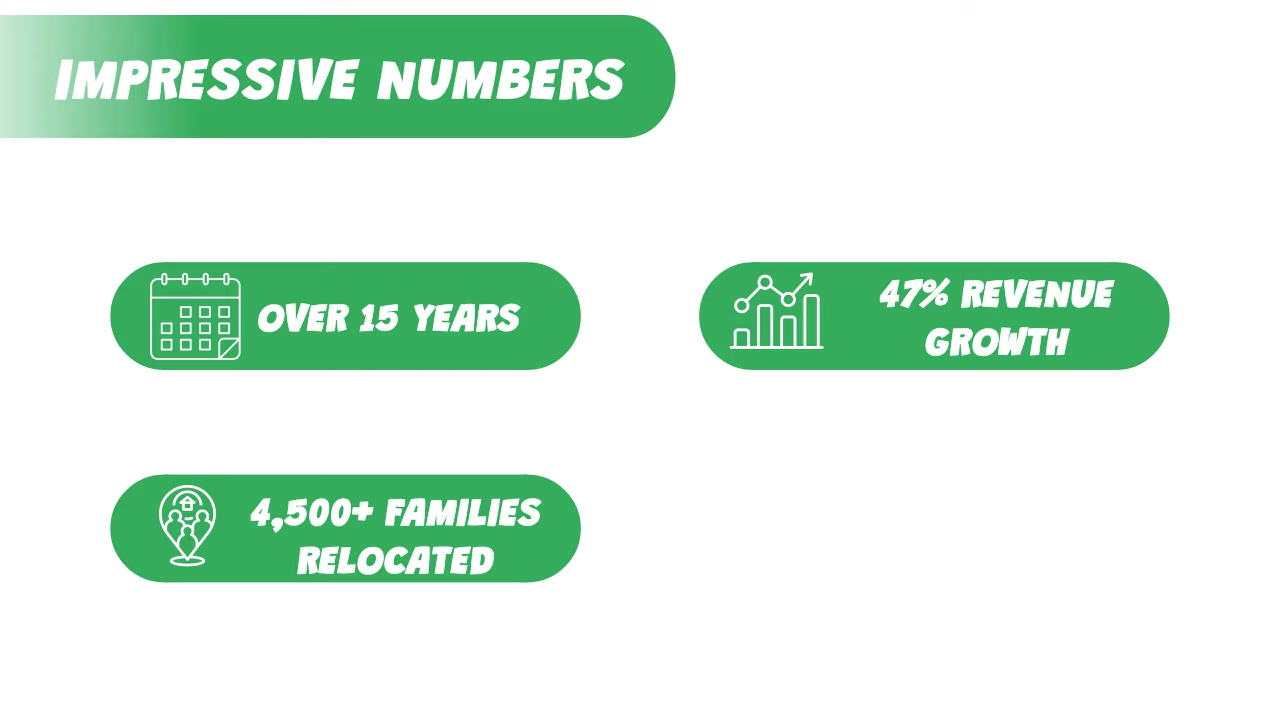 IMPRESSIVE NUMBERS
OVER 15 YEARS
47% REVENUE
GROWTH
4,500+ FAMILIES
RELOCATED